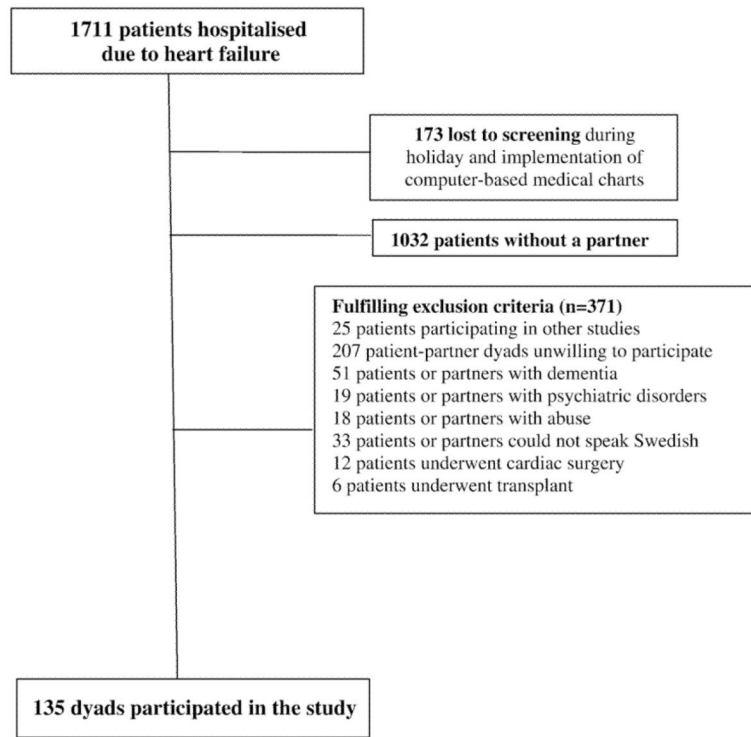 1711 patients hospitalised
due to heart failure
173 lost to screening during
holiday and implementation of
computer-based medical charts
1032 patients without a partner
Fulfilling exclusion criteria (n=371)
25 patients participating in other studies
207 patient-partner dyads unwilling to participate
51 patients or partners with dementia
19 patients or partners with psychiatric disorders
18 patients or partners with abuse
33 patients or partners could not speak Swedish
12 patients underwent cardiac surgery
6 patients underwent transplant
135 dyads participated in the study